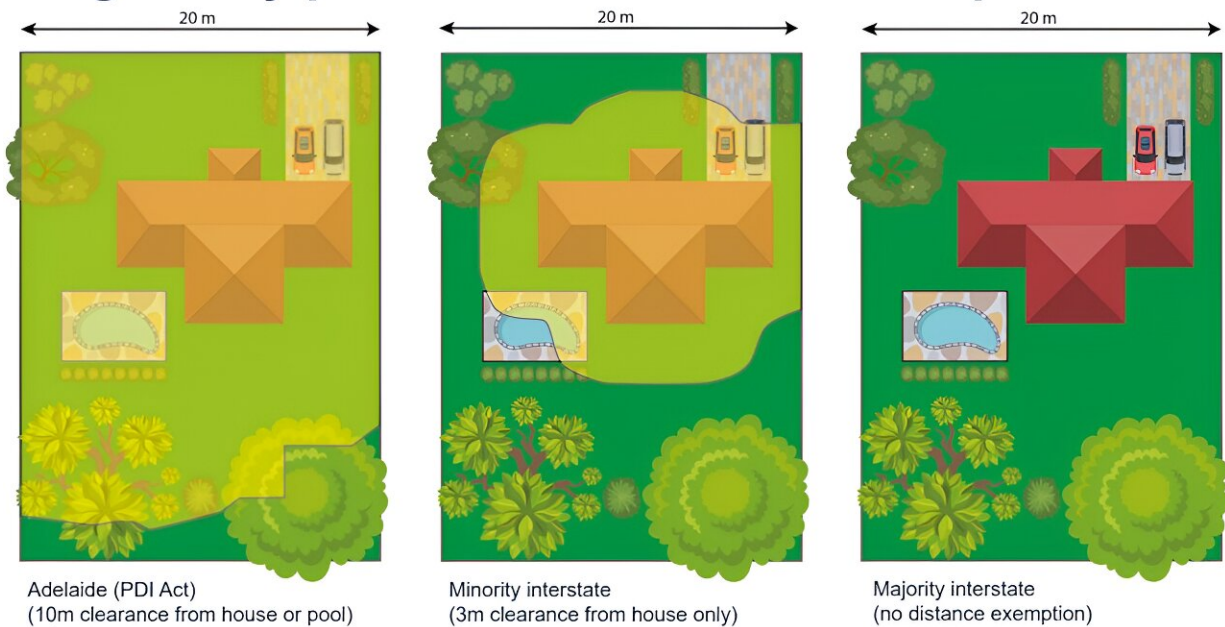 20 m
20 m
20 m
Adelaide (PDI Act)
(10m clearance from house or pool)
Minority interstate
(3m clearance from house only)
Majority interstate
(no distance exemption)